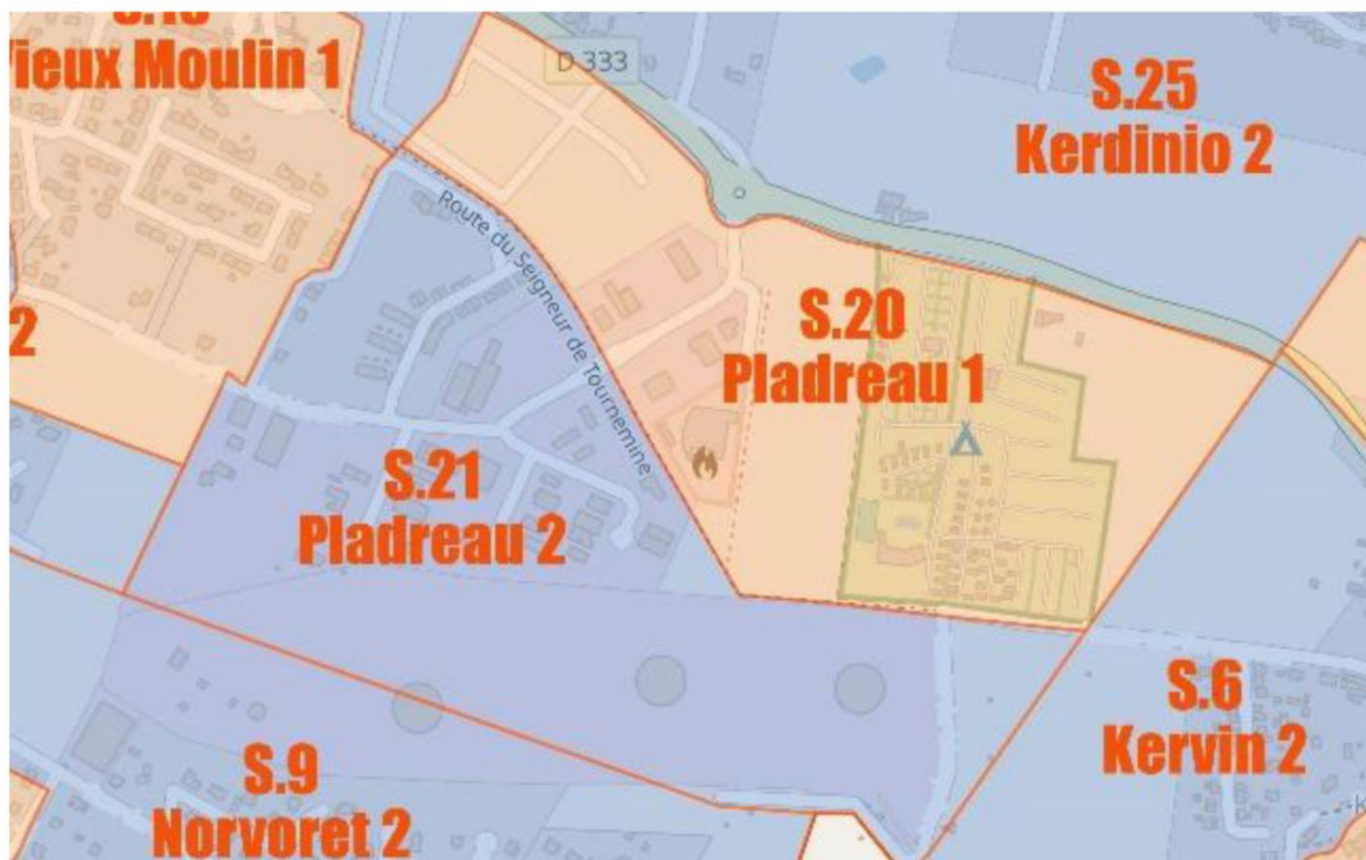 Vieux Moulin 1
D 333
S.25
Kerdinio 2
Route du Seigneur de Tournemine
S.20
Pladreau 1
2
S.21
Pladreau 2
S.6
Kervin 2
S.9
Norvoret 2